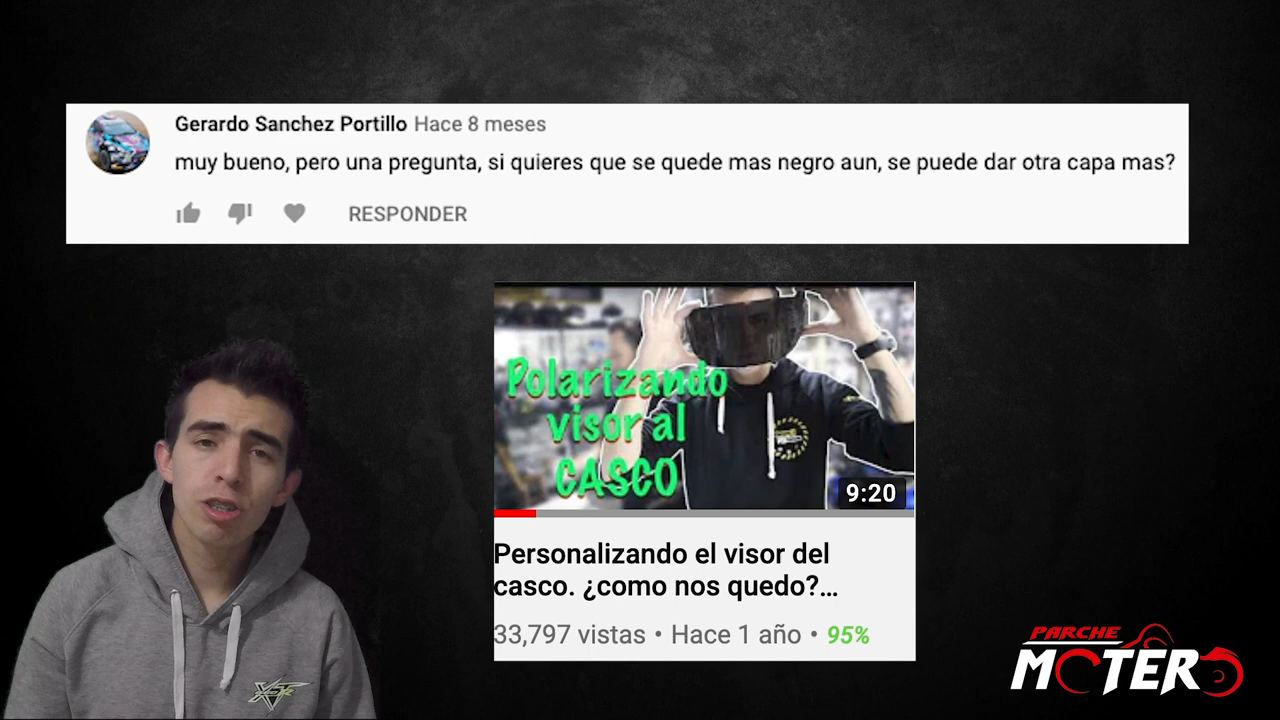 Gerardo Sanchez Portillo Hace 8 meses
muy bueno, pero una pregunta, si quieres que se quede mas negro aun, se puede dar otra capa mas?
RESPONDER
Polarizando
visor al
CASCO
9:20
Personalizando el visor del
casco. ¿como nos quedo?...
33,797 vistas • Hace 1 año • 95%
PARCHE
MOTERO